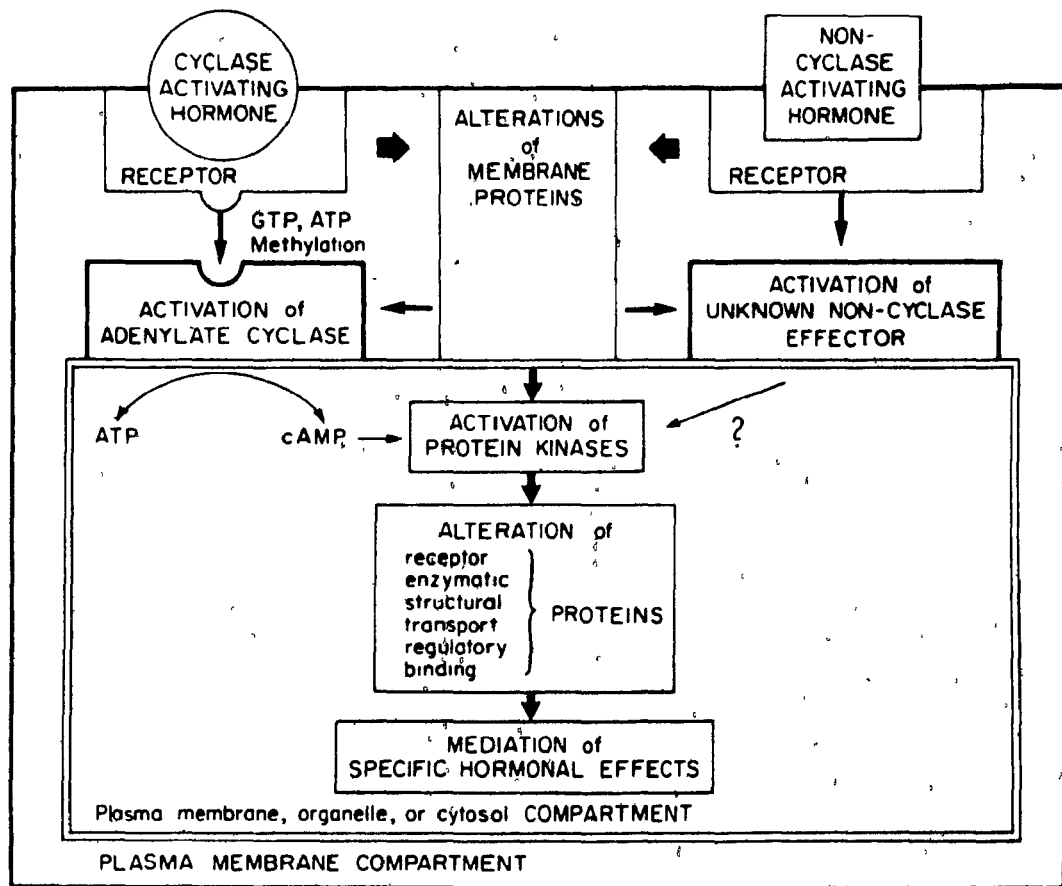 CYCLASE
ACTIVATING
HORMONE
RECEPTOR
GTP, ATP
Methylation
ACTIVATION of
ADENYLATE CYCLASE
ALTERATIONS
of
MEMBRANE
PROTEINS
NON-
CYCLASE
ACTIVATING
HORMONE
RECEPTOR
ACTIVATION of
UNKNOWN NON-CYCLASE
EFFECTOR
ATP
cAMP
ACTIVATION of
PROTEIN KINASES
?
ALTERATION of
receptor
enzymatic
structural
transport
regulatory
binding
PROTEINS
MEDIATION of
SPECIFIC HORMONAL EFFECTS
Plasma membrane, organelle, or cytosol COMPARTMENT
PLASMA MEMBRANE COMPARTMENT